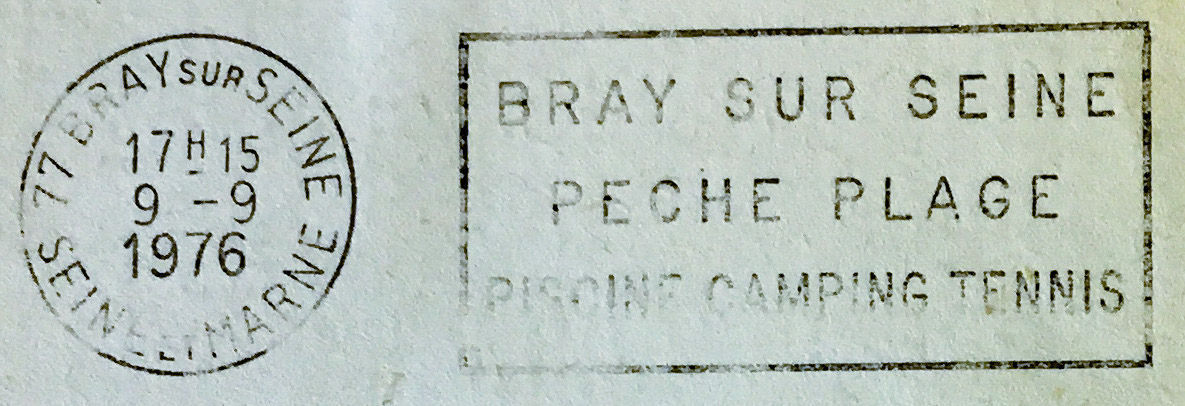 77 BRAY SUR SEINE
17H15
9 -9
1976
SEINE ET MARNE
BRAY SUR SEINE
PECHE PLAGE
PISCINE CAMPING TENNIS